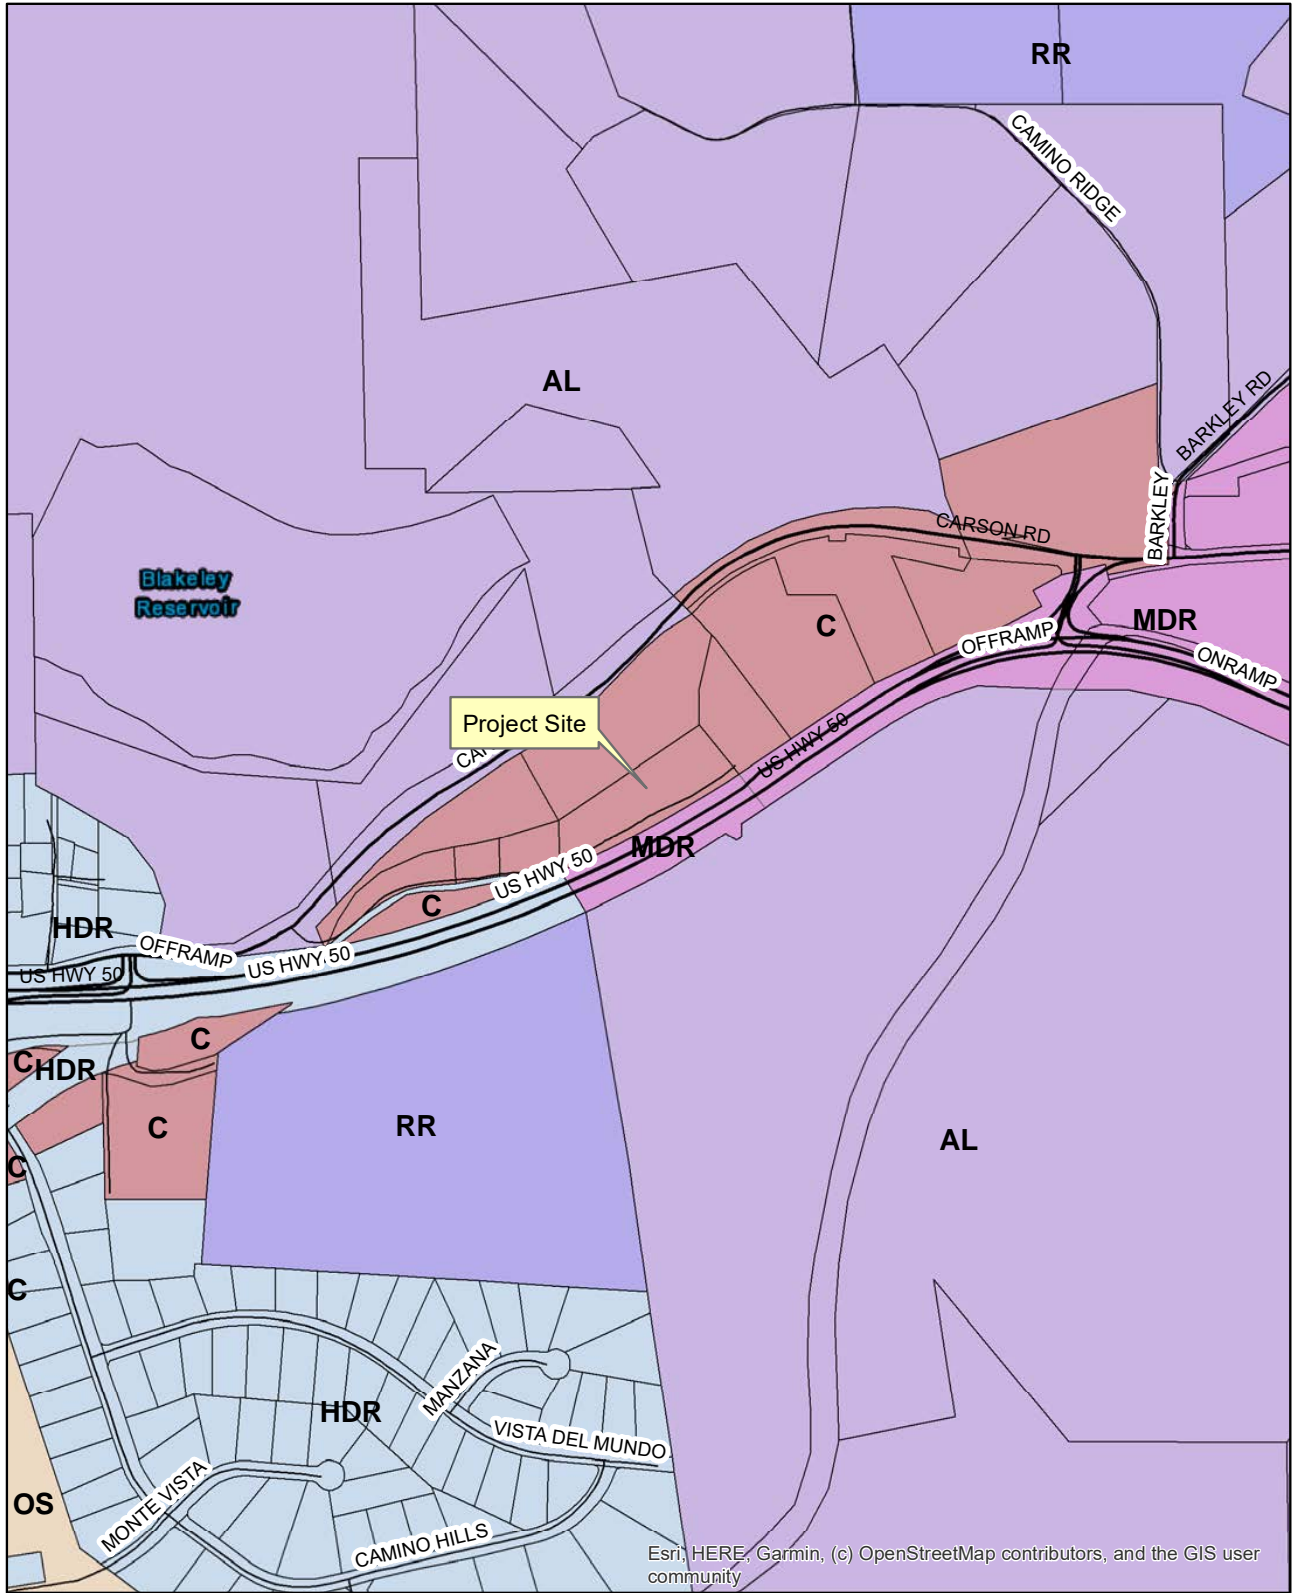 RR
CAMINO RIDGE
AL
BARKLEY RD
BARKLEY
CARSON RD
Blakeley
Reservoir
C
MDR
OFFRAMP
ONRAMP
Project Site
US HWY 50
MDR
US HWY 50
C
HDR
OFFRAMP
US HWY 50
US HWY 50
C
C
HDR
C
RR
AL
C
C
MANZANA
HDR
VISTA DEL MUNDO
OS
MONTE VISTA
CAMINO HILLS
Esri, HERE, Garmin, (c) OpenStreetMap contributors, and the GIS user
community